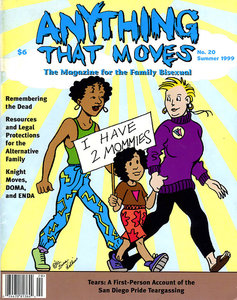 ANYTHING
THAT MOVES
$6
No. 20
Summer 1999
The Magazine for the Family Bisexual
Remembering
the Dead
Resources
and Legal
Protections
for the
Alternative
Family
Knight
Moves,
DOMA,
and ENDA
I HAVE
2 MOMMIES
Tears: A First-Person Account of the
San Diego Pride Teargassing